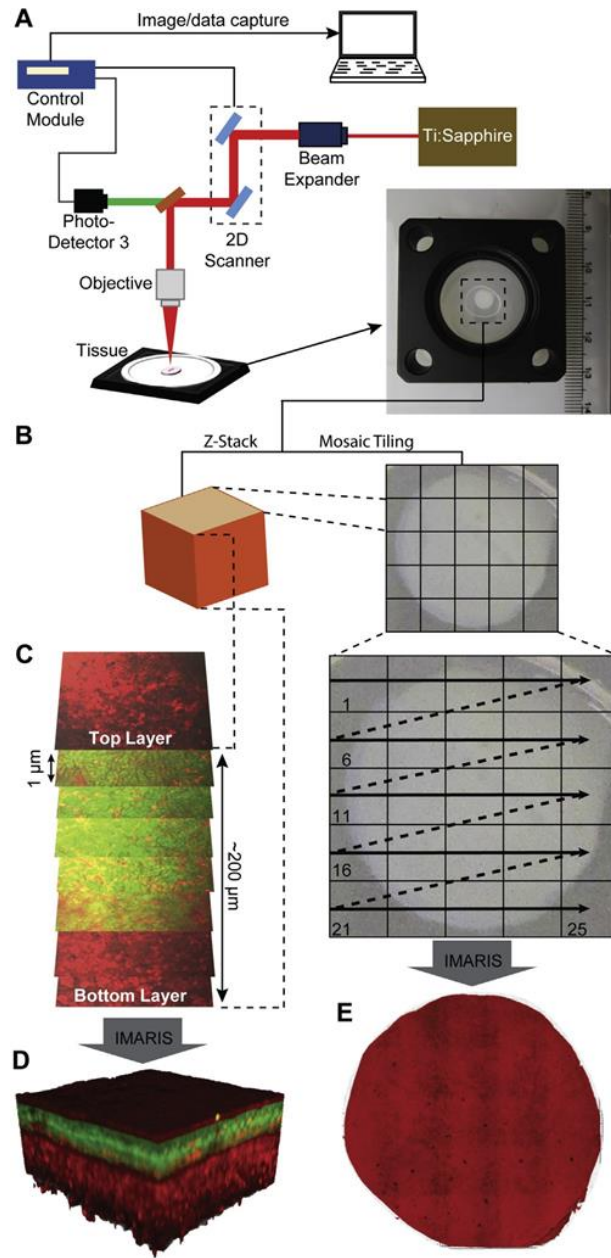 A
Image/data capture
Control
Module
Ti:Sapphire
Beam
Expander
Photo-
Detector 3
2D
Scanner
Objective
Tissue
B
Z-Stack
Mosaic Tiling
C
Top Layer
1 µm
~200 µm
Bottom Layer
1
6
11
16
21
25
IMARIS
IMARIS
D
E